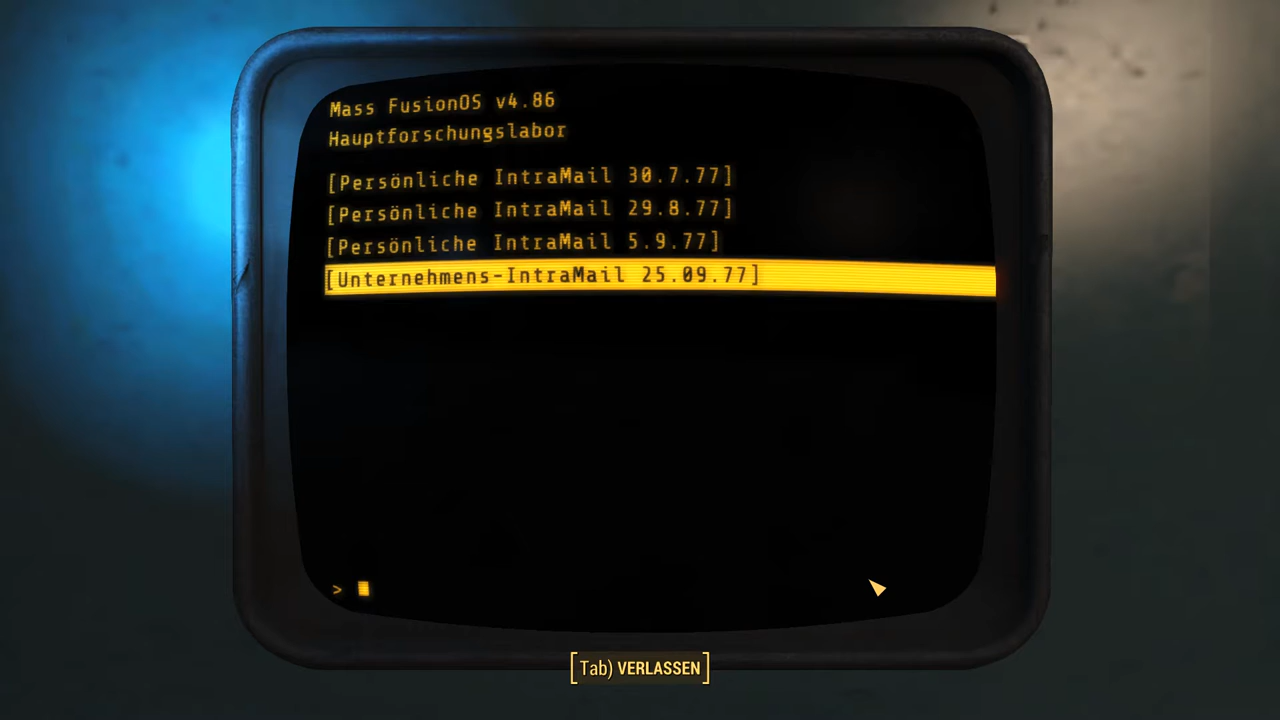 Mass FusionOS v4.86
Hauptforschungslabor
[Persönliche IntraMail 30.7.77]
[Persönliche IntraMail 29.8.77]
[Persönliche IntraMail 5.9.77]
[Unternehmens-IntraMail 25.09.77]
>
[Tab) VERLASSEN]